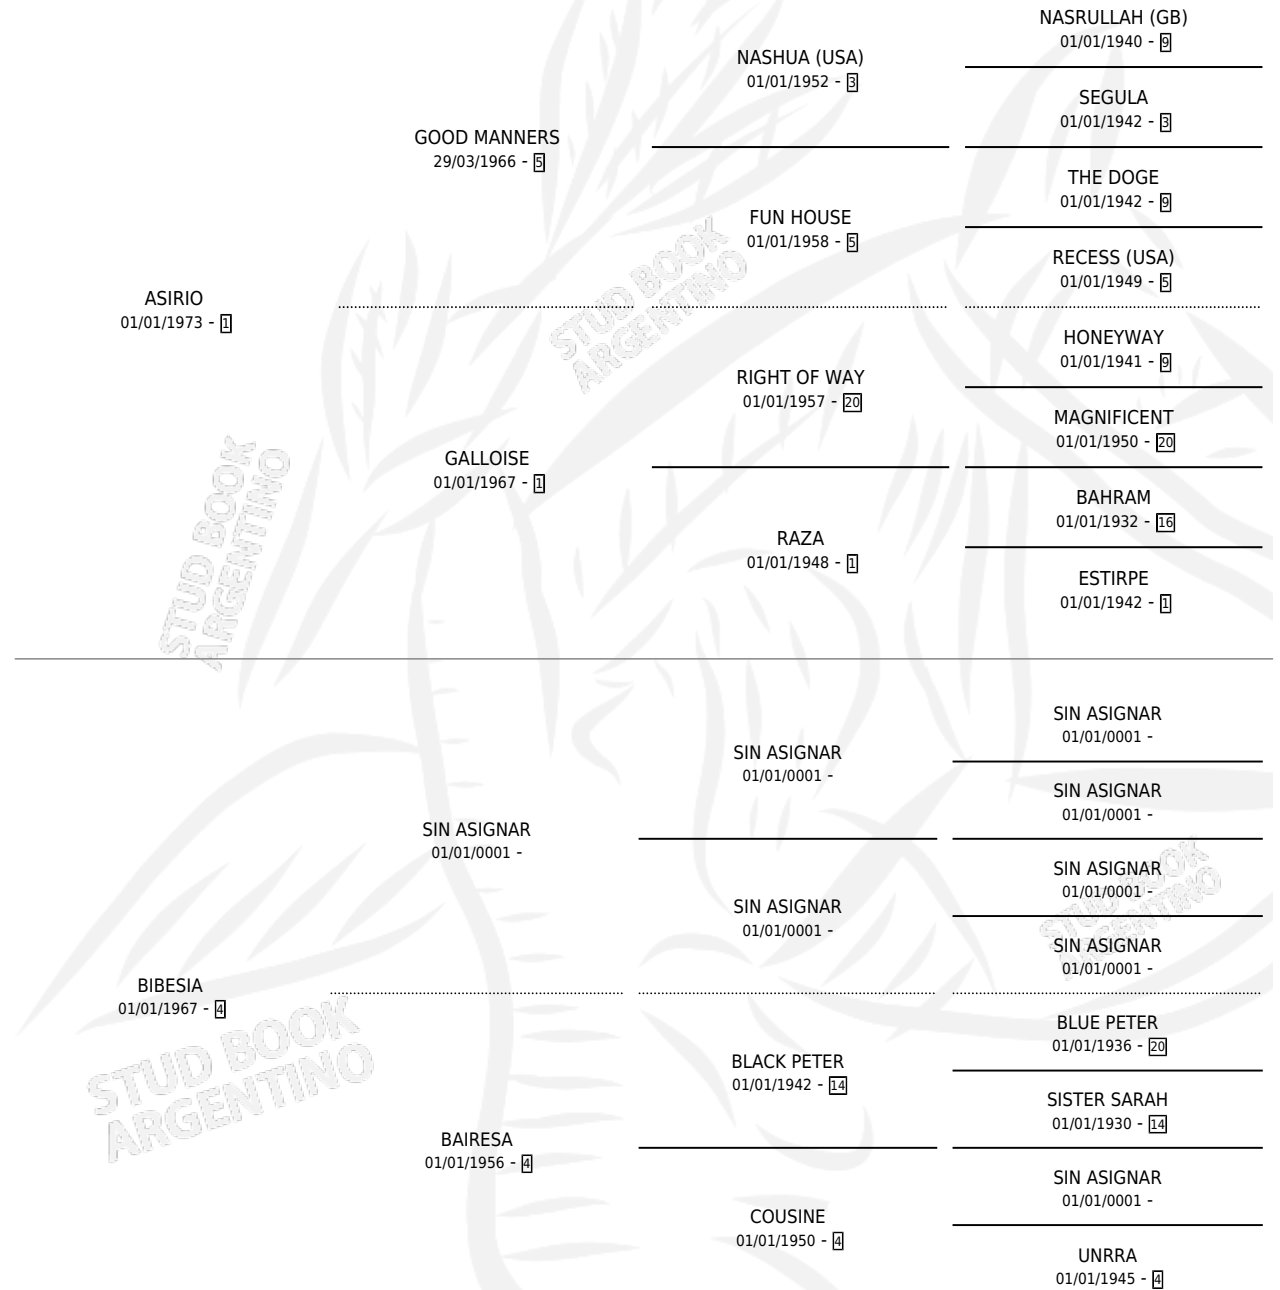 NASRULLAH (GB)
01/01/1940 - 9
NASHUA (USA)
01/01/1952 - 3
SEGULA
01/01/1942 - 3
GOOD MANNERS
29/03/1966 - 5
THE DOGE
01/01/1942 - 9
FUN HOUSE
01/01/1958 - 5
RECESS (USA)
01/01/1949 - 5
ASIRIO
01/01/1973 - 1
HONEYWAY
01/01/1941 - 9
RIGHT OF WAY
01/01/1957 - 20
MAGNIFICENT
01/01/1950 - 20
GALLOISE
01/01/1967 - 1
BAHRAM
01/01/1932 - 16
RAZA
01/01/1948 - 1
ESTIRPE
01/01/1942 - 1
STUD BOOK
ARGENTINO
STUD BOOK
ARGENTINO
SIN ASIGNAR
01/01/0001 -
SIN ASIGNAR
01/01/0001 -
SIN ASIGNAR
01/01/0001 -
SIN ASIGNAR
01/01/0001 -
SIN ASIGNAR
01/01/0001 -
SIN ASIGNAR
01/01/0001 -
SIN ASIGNAR
01/01/0001 -
STUD BOOK
ARGENTINO
BIBESIA
01/01/1967 - 4
BLUE PETER
01/01/1936 - 20
BLACK PETER
01/01/1942 - 14
SISTER SARAH
01/01/1930 - 14
STUD BOOK
ARGENTINO
BAIRESA
01/01/1956 - 4
SIN ASIGNAR
01/01/0001 -
COUSINE
01/01/1950 - 4
UNRRA
01/01/1945 - 4